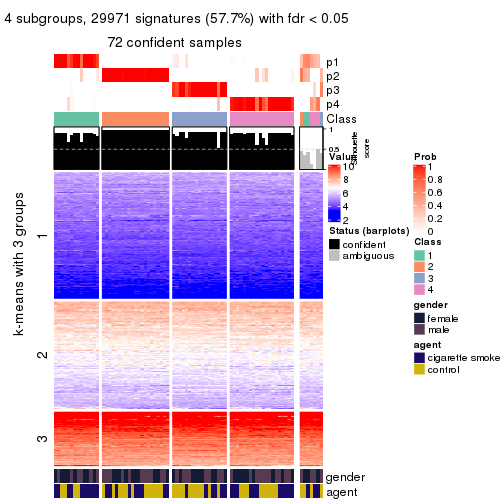 4 subgroups, 29971 signatures (57.7%) with fdr < 0.05
72 confident samples
p1
p2
p3
p4
Class
1
0.5
0
Silhouette
score
k-means with 3 groups
1
2
3
gender
agent
Value
10
8
6
4
2
Status (barplots)
confident
ambiguous
Prob
1
0.8
0.6
0.4
0.2
0
Class
1
2
3
4
gender
female
male
agent
cigarette smoke
control